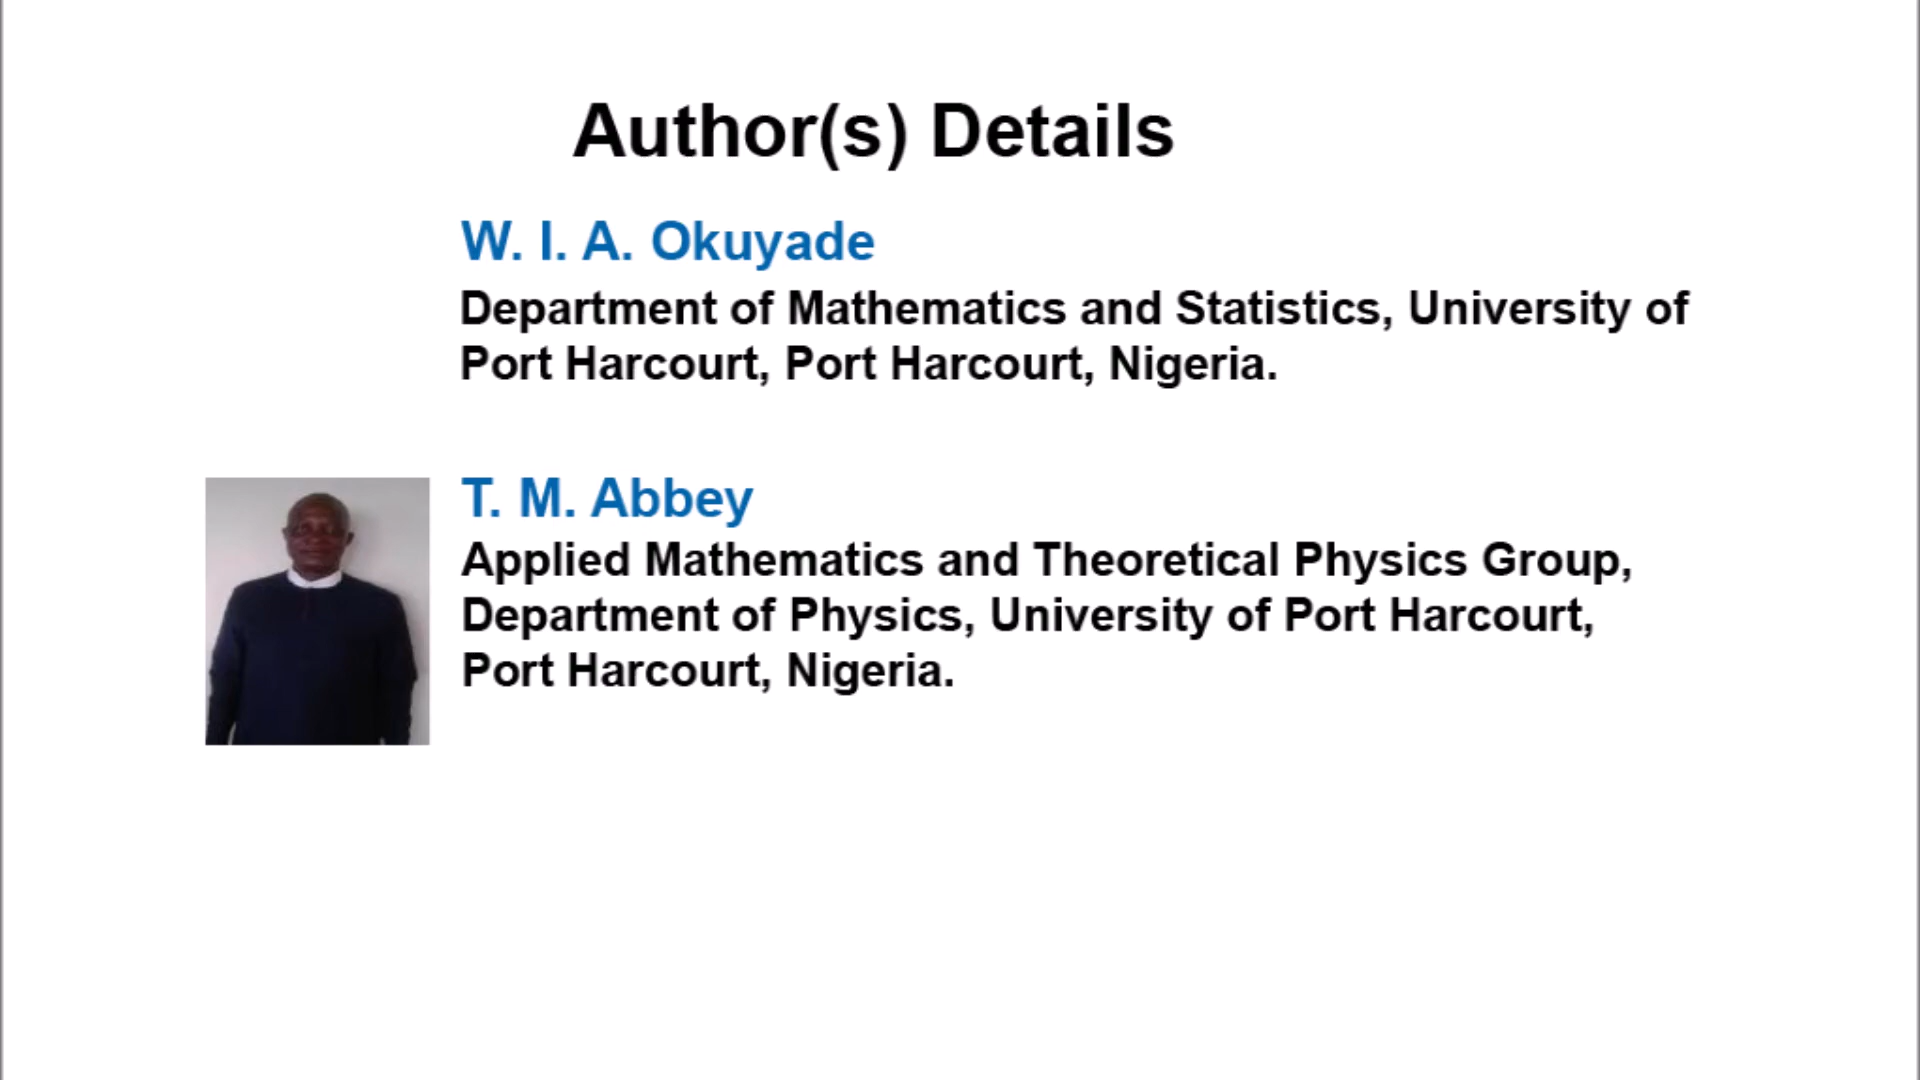 Author(s) Details
W. I. A. Okuyade
Department of Mathematics and Statistics, University of
Port Harcourt, Port Harcourt, Nigeria.
T. M. Abbey
Applied Mathematics and Theoretical Physics Group,
Department of Physics, University of Port Harcourt,
Port Harcourt, Nigeria.